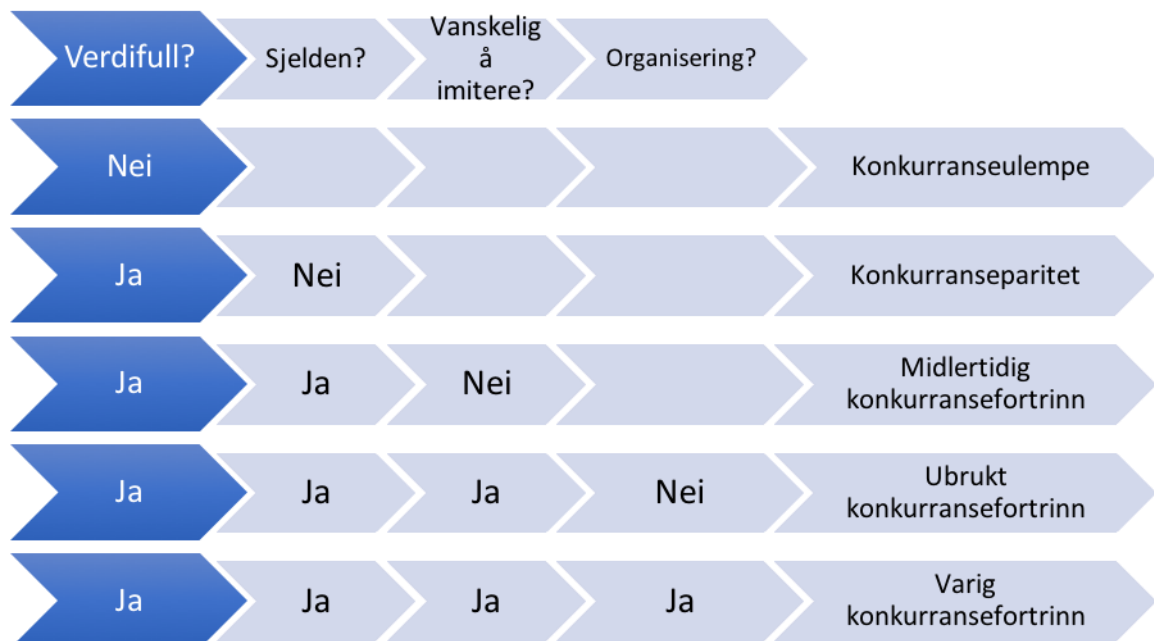 Verdifull?
Sjelden?
Vanskelig
å
imitere?
Organisering?
Nei
Konkurranseulempe
Ja
Nei
Konkurranseparitet
Ja
Ja
Nei
Midlertidig
konkurransefortrinn
Ja
Ja
Ja
Nei
Ubrukt
konkurransefortrinn
Ja
Ja
Ja
Ja
Varig
konkurransefortrinn